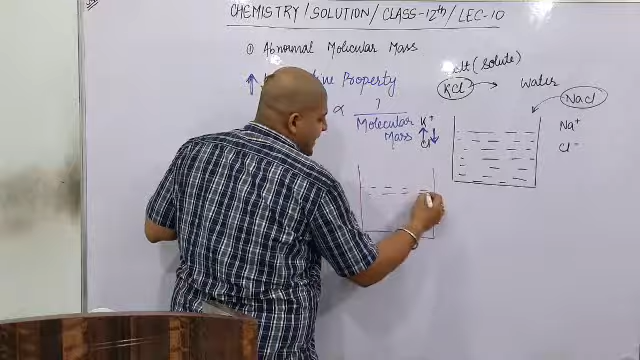 CHEMISTRY/SOLUTION/CLASS-12th/LEC-10
① Abnormal Molecular Mass
Property
∝ 1
Molecular
Mass
K+
Cl-
(Solute)
KCl
Water
NaCl
Na+
Cl-